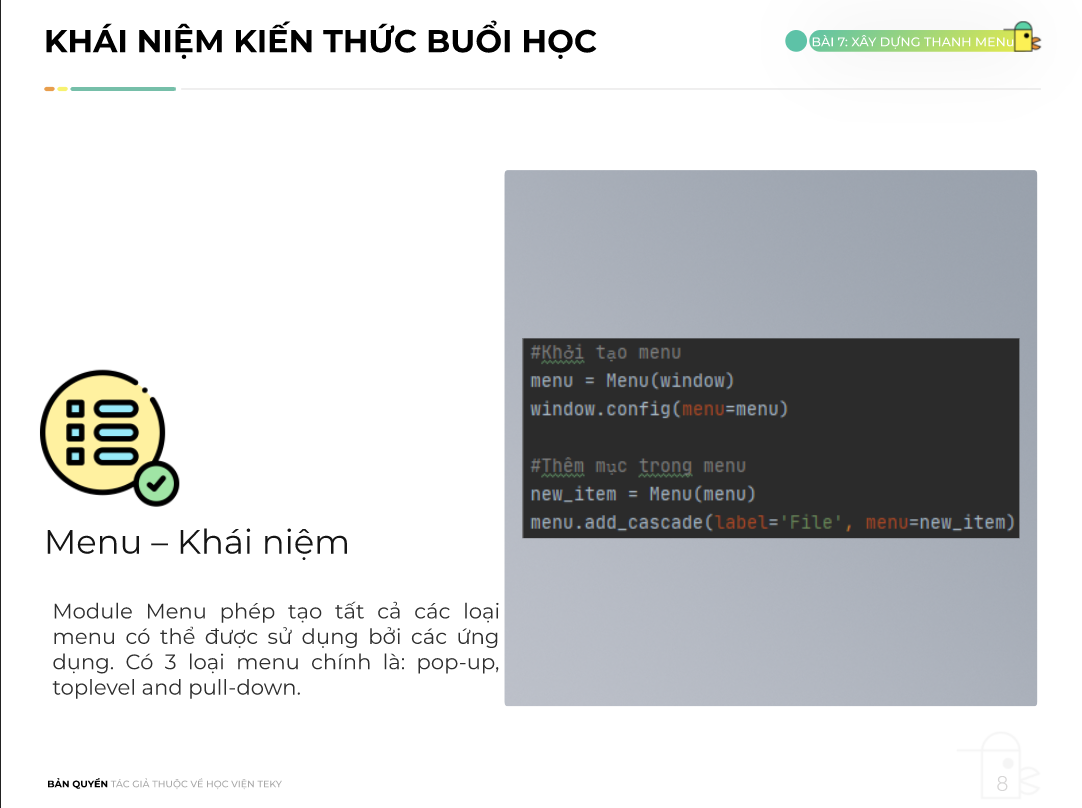 KHÁI NIỆM KIẾN THỨC BUỔI HỌC
BÀI 7: XÂY DỰNG THANH MENU
#Khởi tạo menu
menu = Menu(window)
window.config(menu=menu)
#Thêm mục trong menu
new_item = Menu(menu)
menu.add_cascade(label='File', menu=new_item)
Menu – Khái niệm
Module Menu phép tạo tất cả các loại
menu có thể được sử dụng bởi các ứng
dụng. Có 3 loại menu chính là: pop-up,
toplevel and pull-down.
BẢN QUYỀN TÁC GIẢ THUỘC VỀ HỌC VIỆN TEKY
8